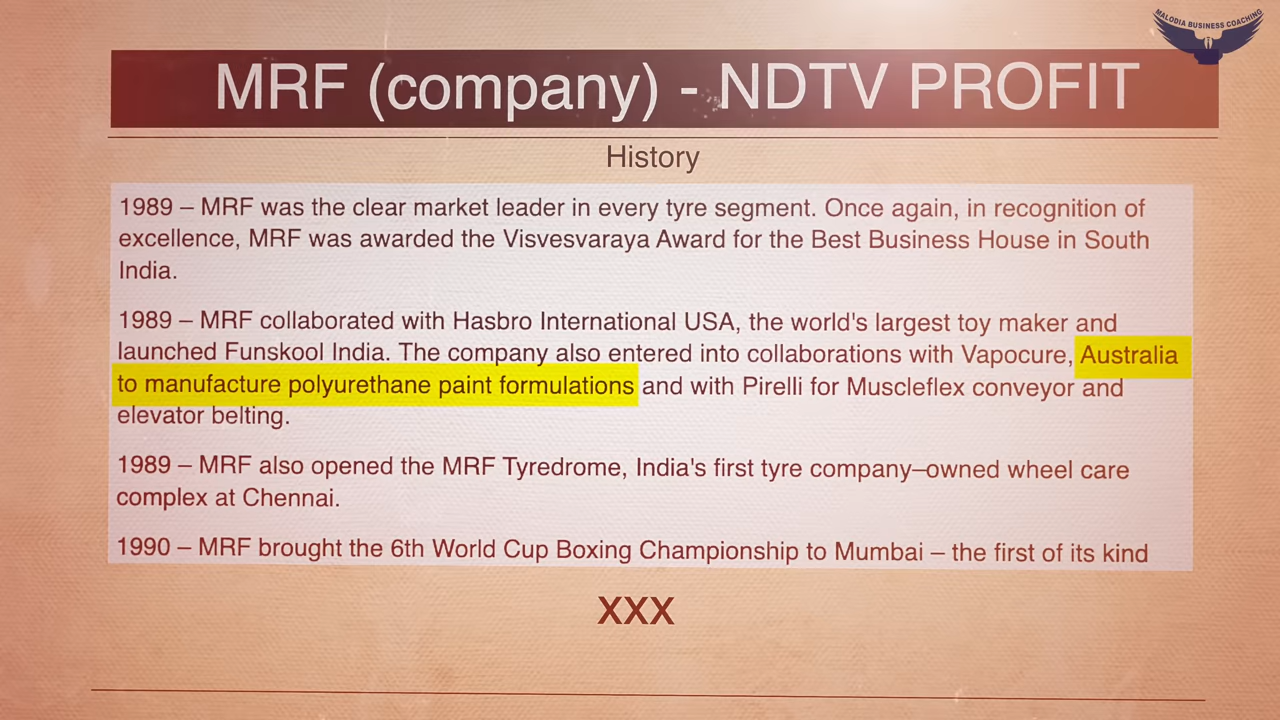 MALODIA BUSINESS COACHING
MRF (company) - NDTV PROFIT
History
1989 – MRF was the clear market leader in every tyre segment. Once again, in recognition of
excellence, MRF was awarded the Visvesvaraya Award for the Best Business House in South
India.
1989 – MRF collaborated with Hasbro International USA, the world's largest toy maker and
launched Funskool India. The company also entered into collaborations with Vapocure, Australia
to manufacture polyurethane paint formulations and with Pirelli for Muscleflex conveyor and
elevator belting.
1989 – MRF also opened the MRF Tyredrome, India's first tyre company–owned wheel care
complex at Chennai.
1990 – MRF brought the 6th World Cup Boxing Championship to Mumbai – the first of its kind
XXX